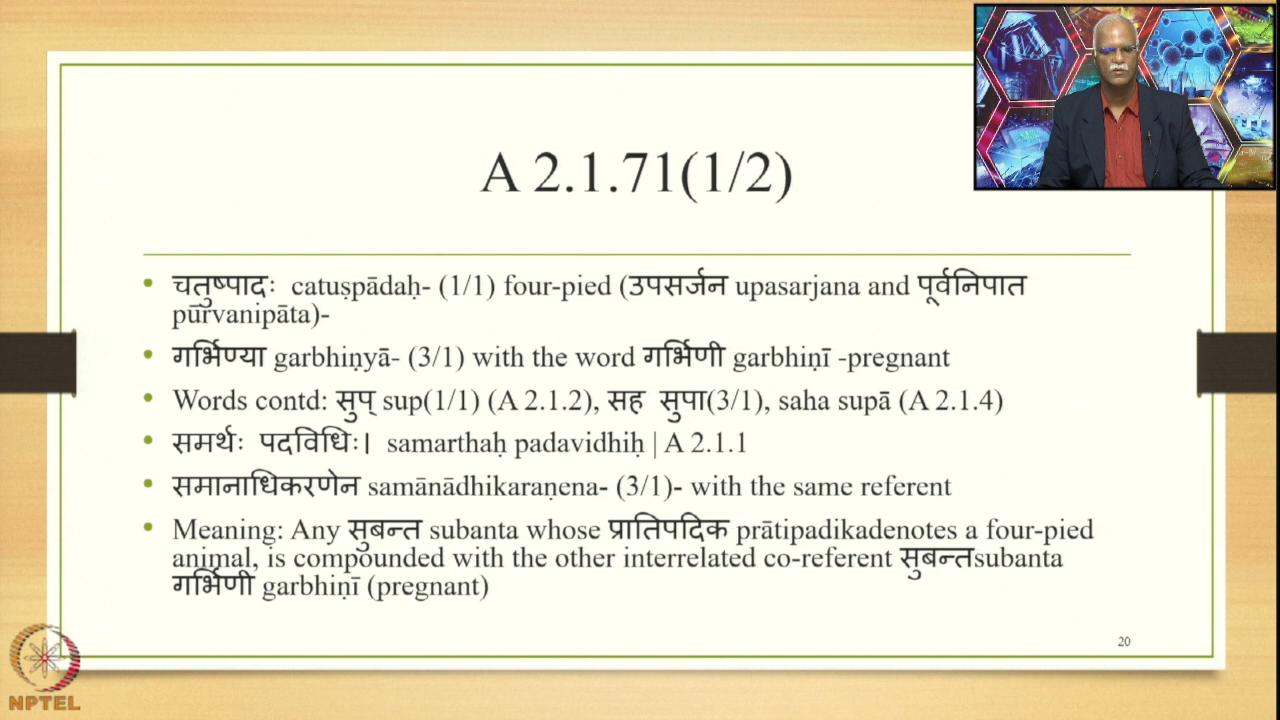 A 2.1.71(1/2)
चतुष्पादः catuṣpādaḥ- (1/1) four-pied (उपसर्जन upasarjana and पूर्वनिपात
pūrvanipāta)-
गर्भिण्या garbhiṇyā- (3/1) with the word गर्भिणी garbhiṇī -pregnant
Words contd: सुप् sup(1/1) (A 2.1.2), सह सुपा(3/1), saha supā (A 2.1.4)
समर्थः पदविधिः। samarthaḥ padavidhiḥ | A 2.1.1
समानाधिकरणेन samānādhikaraṇena- (3/1)- with the same referent
Meaning: Any सुबन्त subanta whose प्रातिपदिक prātipadikadenotes a four-pied
animal, is compounded with the other interrelated co-referent सुबन्तsubanta
गर्भिणी garbhiṇī (pregnant)
20
NPTEL